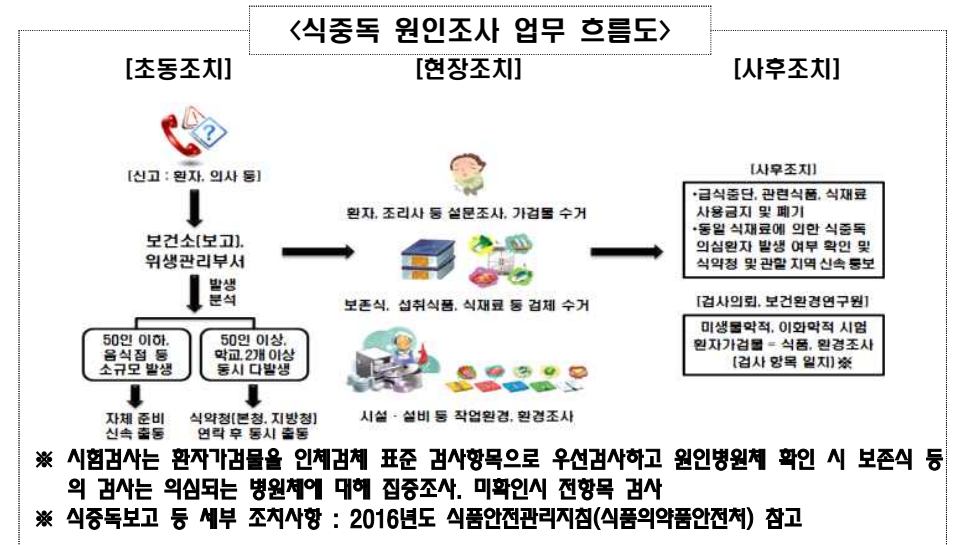 <식중독 원인조사 업무 흐름도>
[초동조치]
[신고 : 환자, 의사 등]
보건소(보고),
위생관리부서
발생
분석
50인 이하,
음식점 등
소규모 발생
50인 이상,
학교,2개 이상
동시 다발생
자체 준비
신속 출동
식약청(본청, 지방청)
연락 후 동시 출동
[현장조치]
환자, 조리사 등 설문조사, 가검물 수거
보존식, 섭취식품, 식재료 등 검체 수거
시설 · 설비 등 작업환경, 환경조사
[사후조치]
[사후조치]
•급식중단, 관련식품, 식재료
사용금지 및 폐기
•동일 식재료에 의한 식중독
의심환자 발생 여부 확인 및
식약청 및 관할 지역 신속 통보
[검사의뢰, 보건환경연구원]
미생물학적, 이화학적 시험
환자가검물 = 식품, 환경조사
(검사 항목 일치)※
※ 시험검사는 환자가검물을 인체검체 표준 검사항목으로 우선검사하고 원인병원체 확인 시 보존식 등
의 검사는 의심되는 병원체에 대해 집중조사. 미확인시 전항목 검사
※ 식중독보고 등 세부 조치사항 : 2016년도 식품안전관리지침(식품의약품안전처) 참고